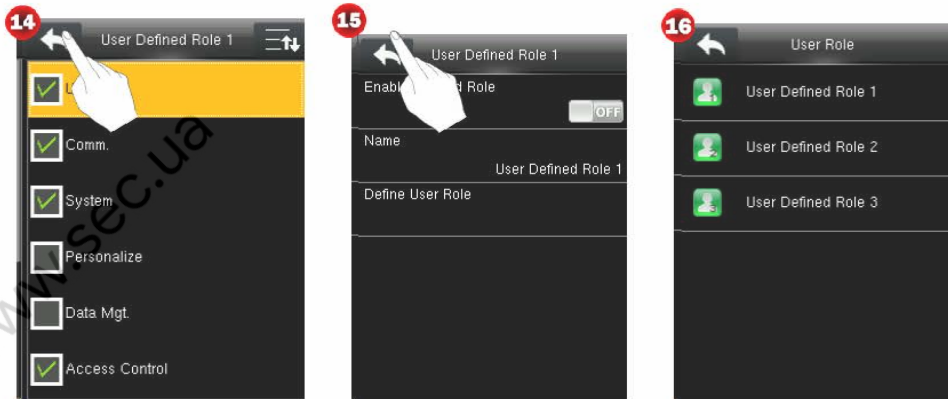 14
User Defined Role 1
Comm.
System
Personalize
Data Mgt.
Access Control
15
User Defined Role 1
Role
OFF
Name
User Defined Role 1
Define User Role
16
User Role
User Defined Role 1
User Defined Role 2
User Defined Role 3
www.sec.ua